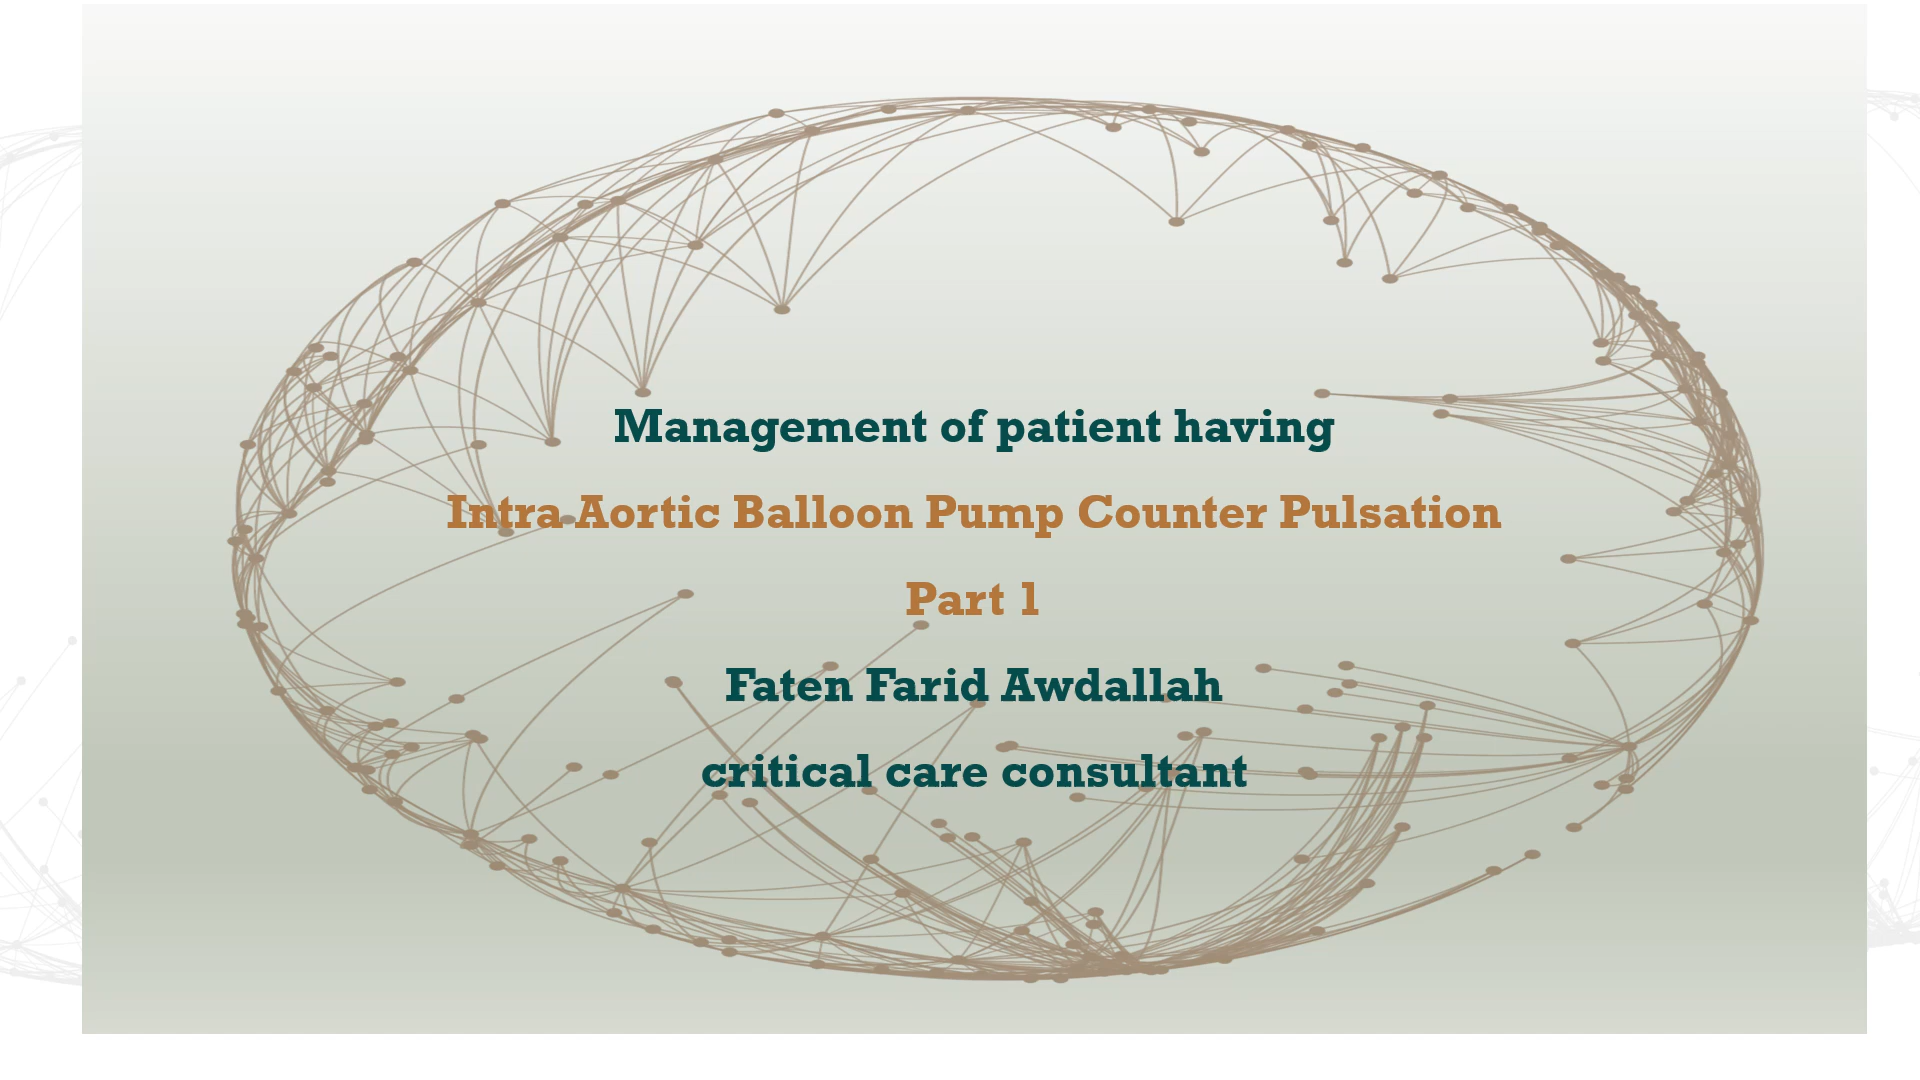 Management of patient having
Intra Aortic Balloon Pump Counter Pulsation
Part 1
Faten Farid Awdallah
critical care consultant